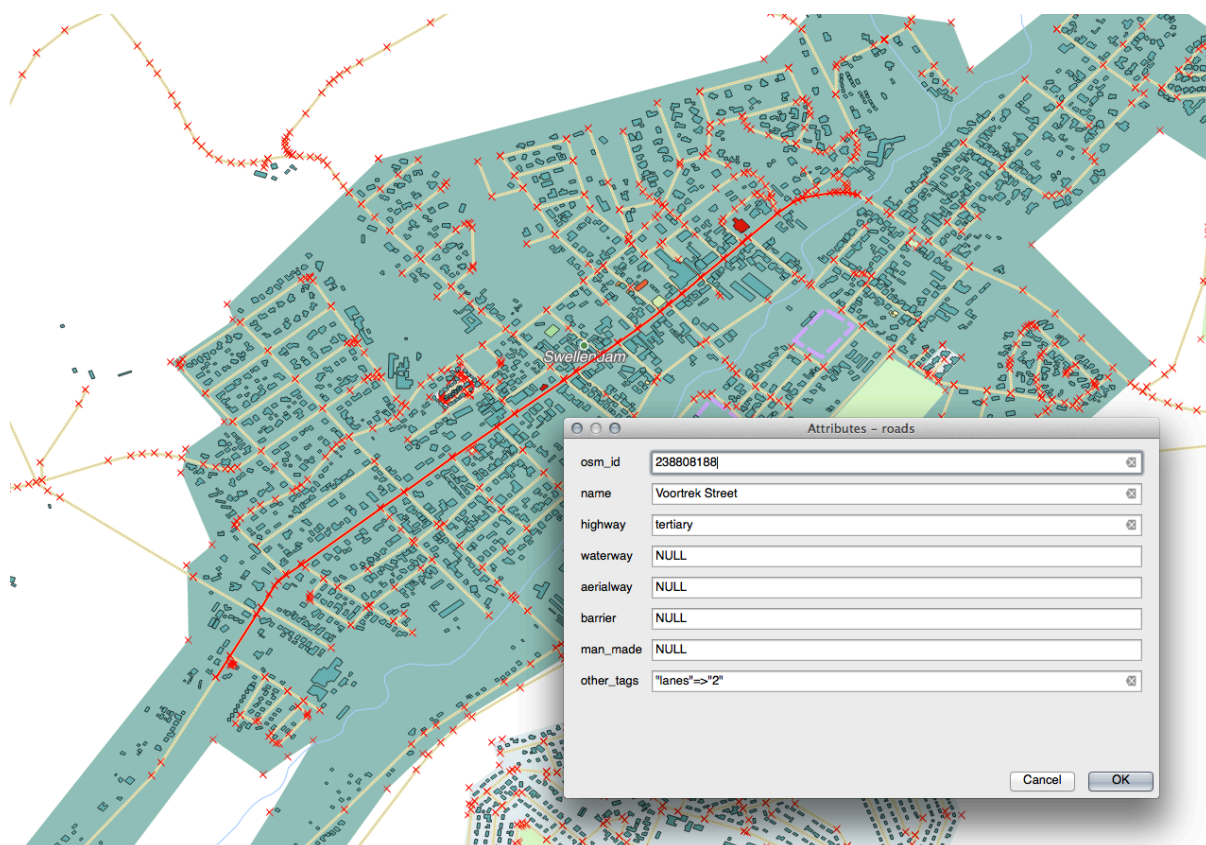 Swellendam
Attributes - roads
osm_id 238808188
name Voortrek Street
highway tertiary
waterway NULL
aerialway NULL
barrier NULL
man_made NULL
other_tags "lanes"=>"2"
Cancel OK